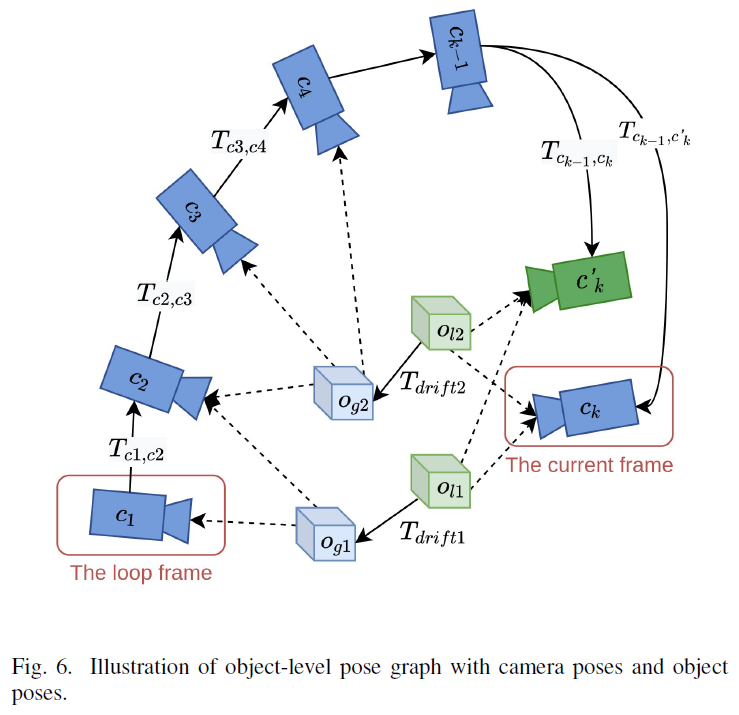 c_{k-1}
c_4
T_{c_{k-1},c'_k}
T_{c3,c4}
T_{c_{k-1},c_k}
c_3
c'_k
T_{c2,c3}
o_{l2}
c_2
T_{drift2}
o_{g2}
c_k
T_{c1,c2}
The current frame
o_{l1}
c_1
T_{drift1}
o_{g1}
The loop frame
Fig. 6. Illustration of object-level pose graph with camera poses and object
poses.